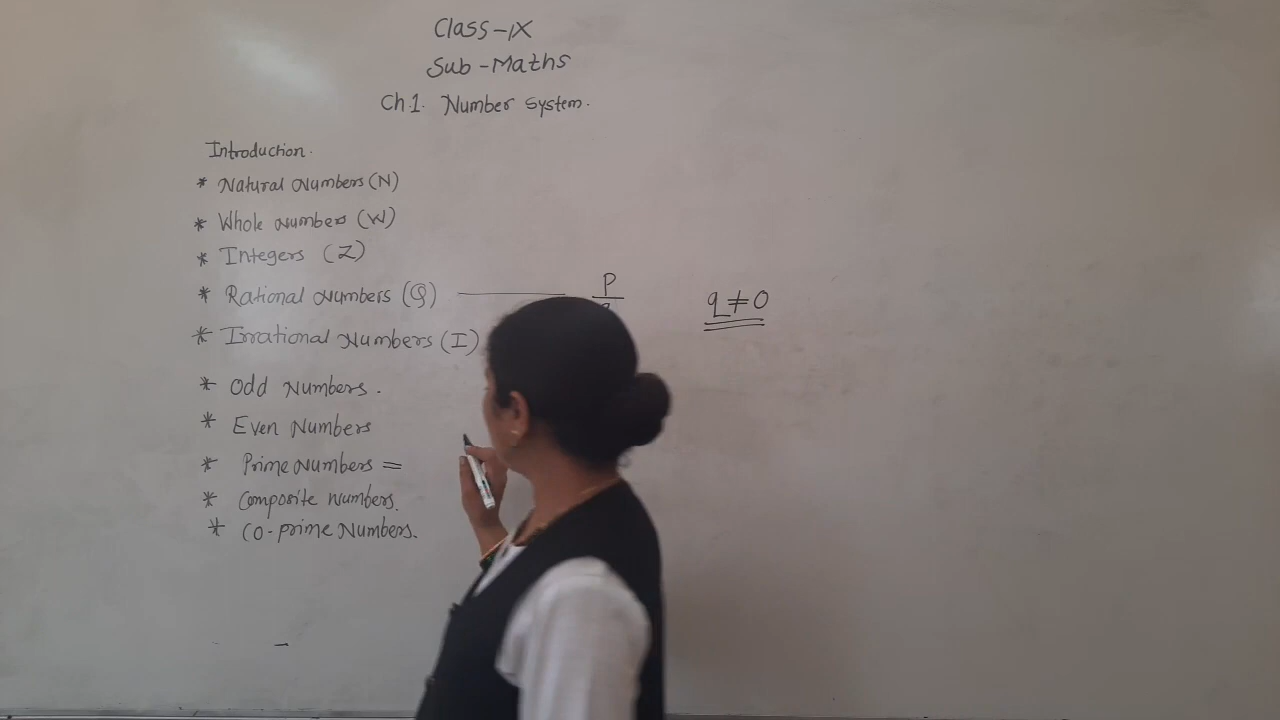 Class-IX
Sub-Maths
Ch.1. Number System.
Introduction.
* Natural Numbers (N)
* Whole Numbers (W)
* Integers (Z)
* Rational Numbers (Q) ——— P q ≠ 0
* Irrational Numbers (I)
* Odd Numbers.
* Even Numbers
* Prime Numbers =
* Composite Numbers.
* Co-prime Numbers.